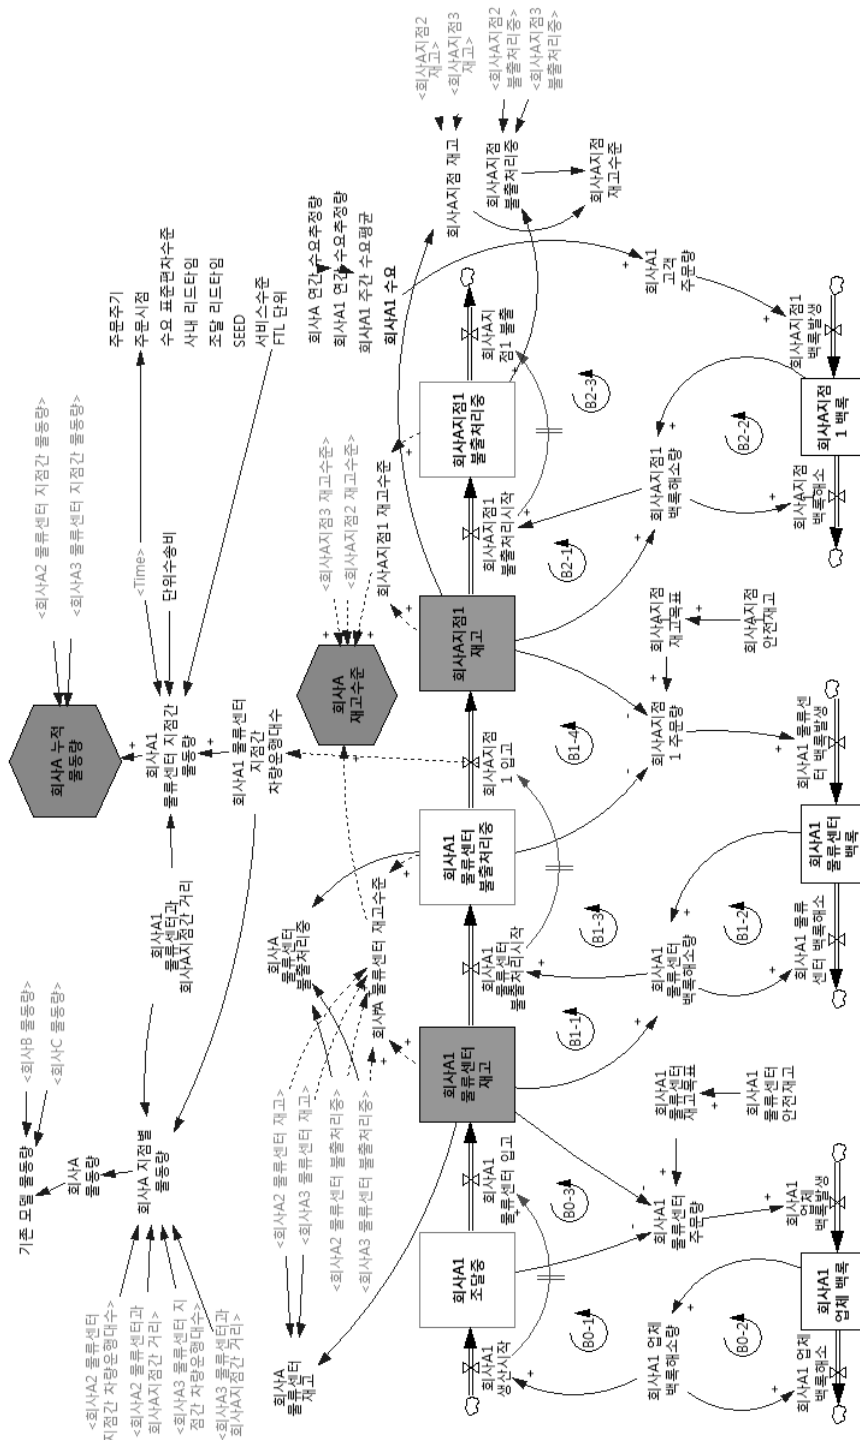 기존 모델 물동량
<회사B 물동량>
<회사C 물동량>
회사A
물동량
회사A 지점별
물동량
<회사A2 물류센터
지점간 차량운행대수>
<회사A2 물류센터과
회사A지점간 거리>
<회사A3 물류센터 지
점간 차량운행대수>
<회사A3 물류센터과
회사A지점간 거리>
회사A1
물류센터과
회사A지점간 거리
회사A 누적
물동량
<회사A2 물류센터 지점간 물동량>
<회사A3 물류센터 지점간 물동량>
회사A1
물류센터 지점간
물동량
<Time>
단위수송비
회사A1 물류센터
지점간
차량운행대수
주문주기
주문시점
수요 표준편차수준
사내 리드타임
조달 리드타임
SEED
서비스수준
FTL 단위
회사A
물류센터
재고
<회사A2 물류센터 재고>
<회사A3 물류센터 재고>
<회사A2 물류센터 불출처리중>
<회사A3 물류센터 불출처리중>
회사A
물류센터
불출처리중
회사A 물류센터 재고수준
회사A
재고수준
<회사A지점3 재고수준>
<회사A지점2 재고수준>
회사A지점1 재고수준
회사A 연간 수요추정량
회사A1 연간 수요추정량
회사A1 주간 수요평균
회사A1 수요
<회사A지점2
재고>
<회사A지점3
재고>
<회사A지점2
불출처리중>
<회사A지점3
불출처리중>
회사A지점 재고
회사A지점
불출처리중
회사A지점
재고수준
회사A1
생산시작
회사A1
조달중
회사A1
물류센터 입고
회사A1
물류센터
재고
회사A1
물류센터
불출처리시작
회사A1
물류센터
불출처리중
회사A지점
1 입고
회사A지점1
재고
회사A지점1
불출처리시작
회사A지점1
불출처리중
회사A지
점1 불출
B0-1
B0-3
B1-1
B1-3
B1-4
B2-1
B2-3
회사A1 업체
백록해소량
회사A1
물류센터
주문량
회사A1
물류센터
재고목표
회사A1
물류센터
안전재고
회사A1
물류센터
백록해소량
회사A지점
1 주문량
회사A지점
재고목표
회사A지점
안전재고
회사A지점1
백록해소량
회사A1
고객
주문량
B0-2
B1-2
B2-2
회사A1 업체
백록해소
회사A1
업체 백록
회사A1
업체
백록발생
회사A1 물류
센터 백록해소
회사A1
물류센터
백록
회사A1 물류센
터 백록발생
회사A지점1
백록해소
회사A지점
1 백록
회사A지점1
백록발생